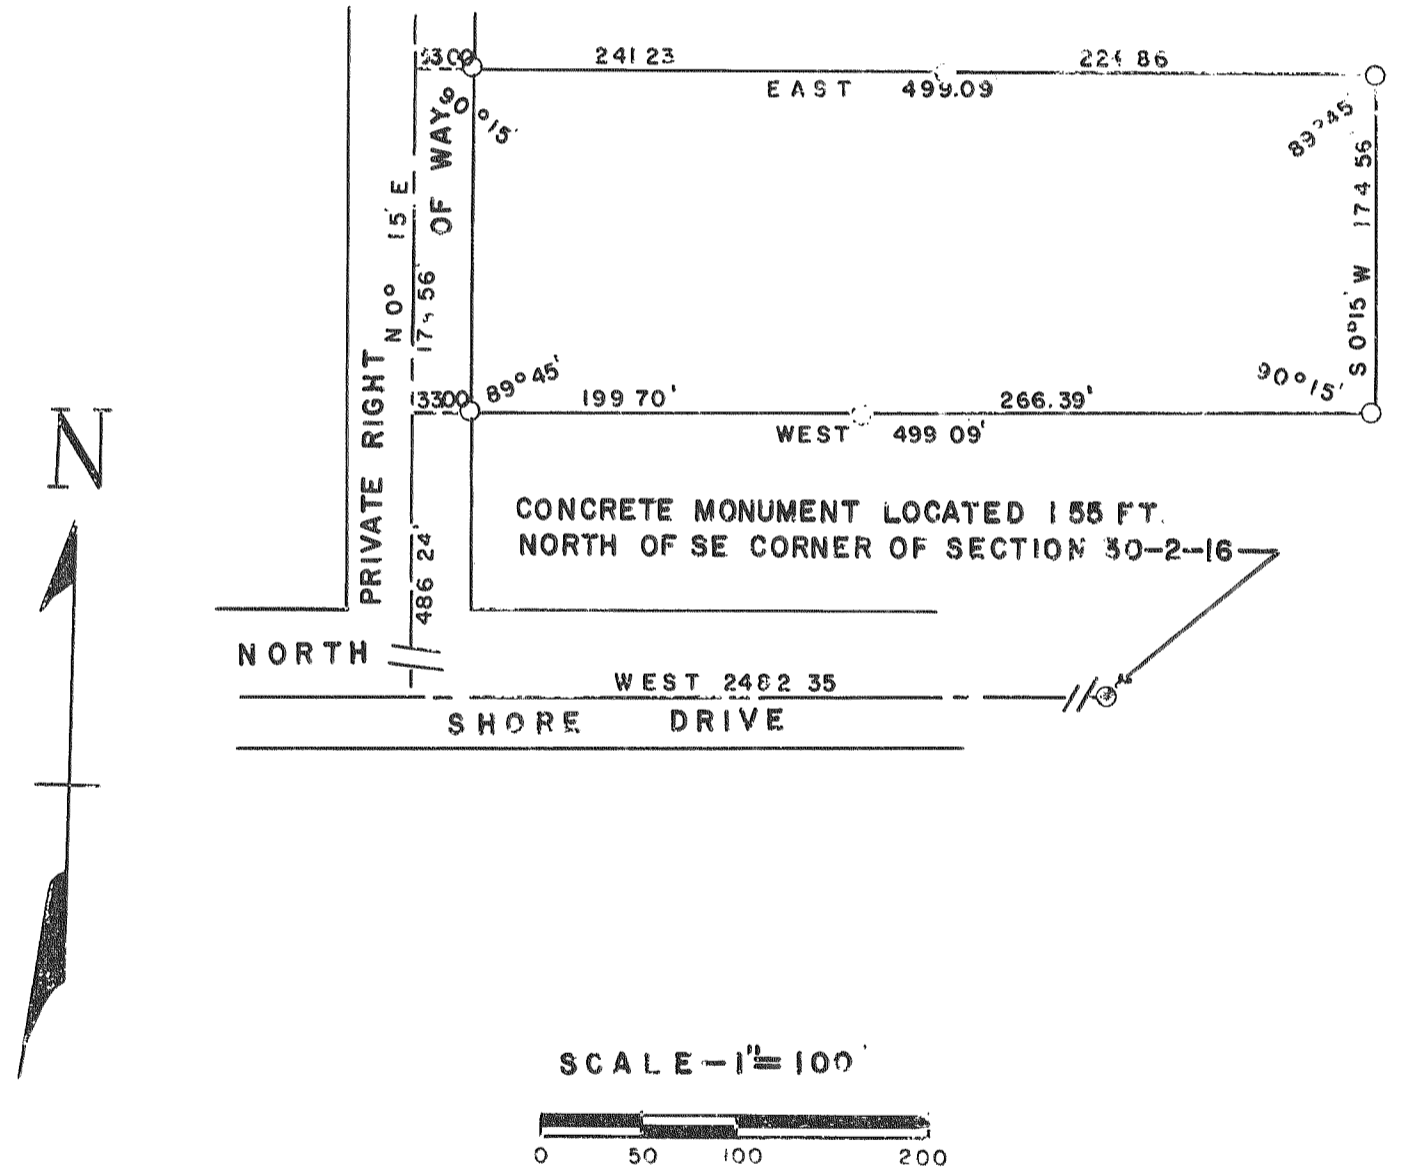 33.00 241 23 224 86
EAST 499.09
90°15'
89°45'
S 0°15' W 174 56'
N 0° 15' E
174 56'
PRIVATE RIGHT OF WAY
33.00 89°45' 199 70' 266.39' 90°15'
WEST 499 09'
N
CONCRETE MONUMENT LOCATED 1 55 FT.
NORTH OF SE CORNER OF SECTION 30-2-16
486 24'
NORTH
WEST 35
SHORE DRIVE
SCALE-1"=100'
0 50 100 200